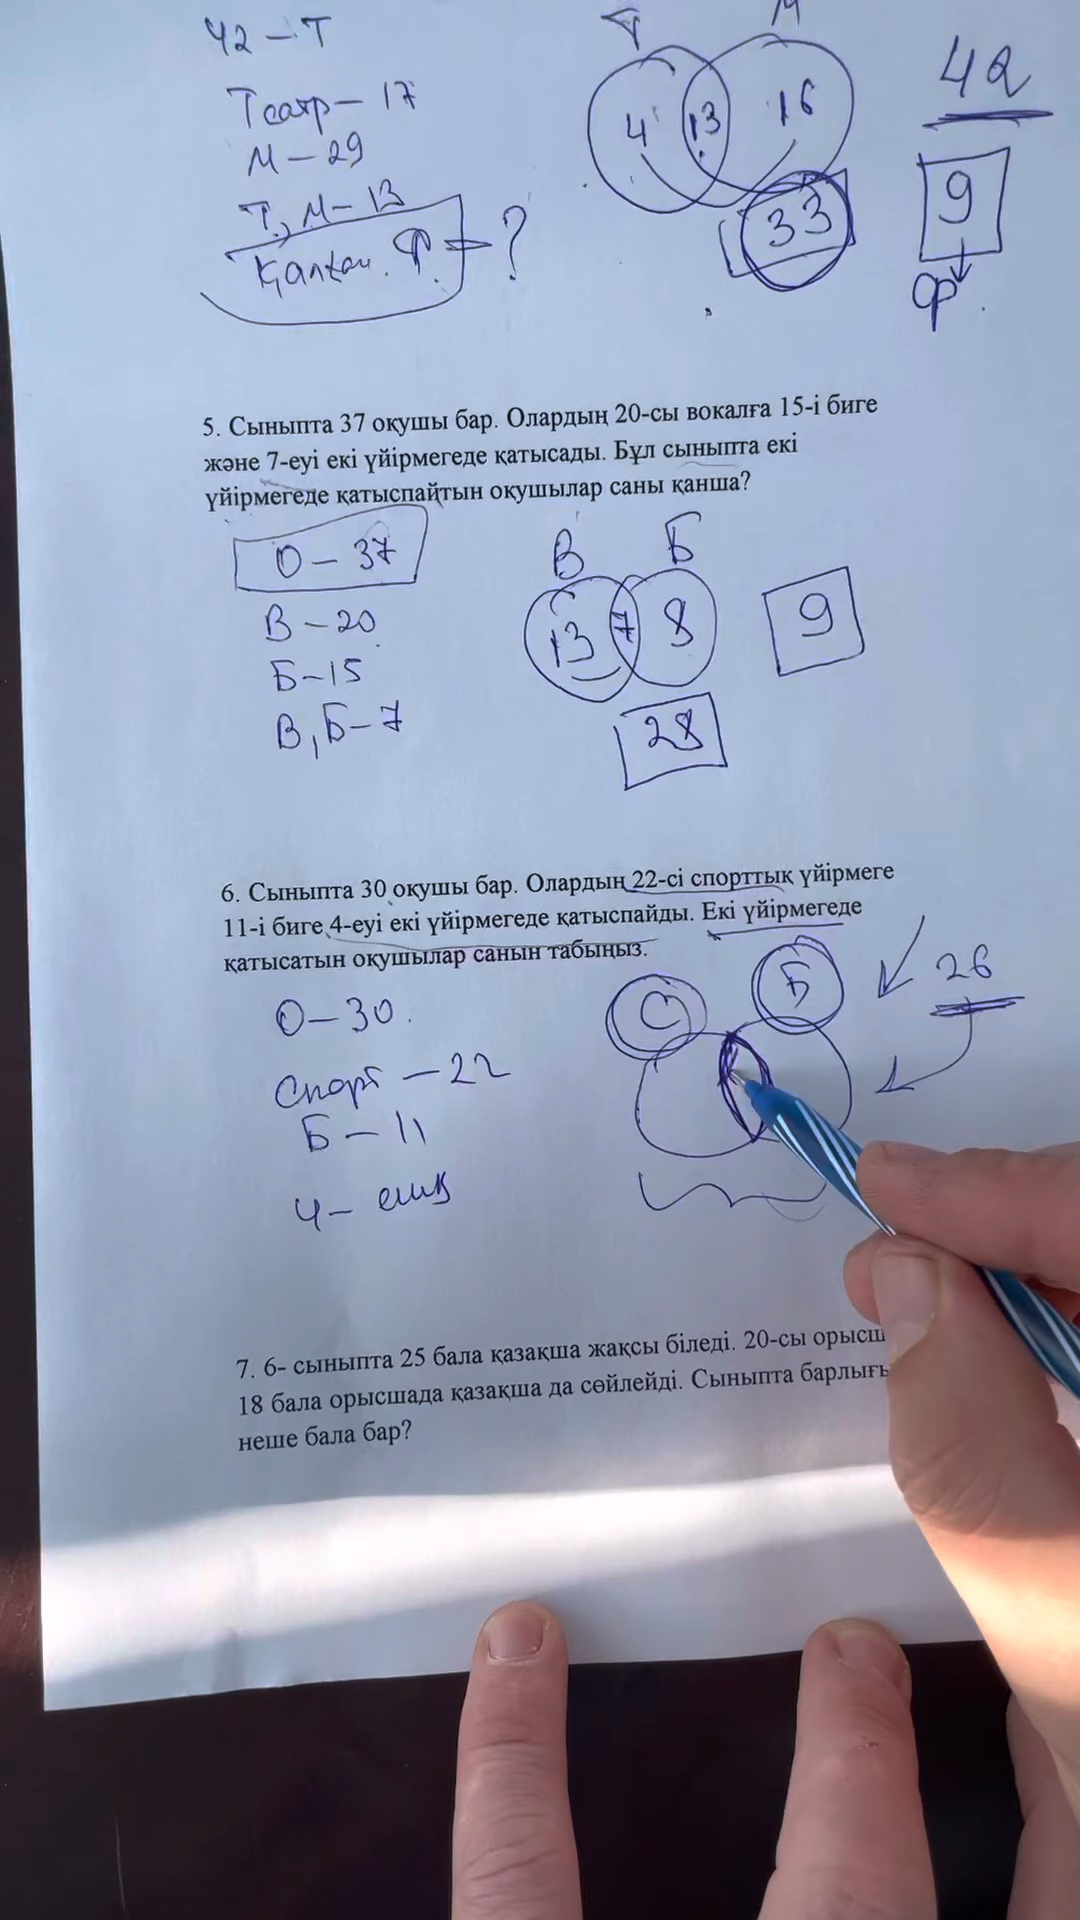 42 – Т
Театр – 17
М – 29
Т, М – 13
Қалған. Ф. – ?
Т М
4 13 16
33
42
9
Ф
5. Сыныпта 37 оқушы бар. Олардың 20-сы вокалға 15-і биге
және 7-еуі екі үйірмегеде қатысады. Бұл сыныпта екі
үйірмегеде қатыспайтын оқушылар саны қанша?
О – 37
В – 20
Б – 15
В, Б – 7
В Б
13 7 8
28
9
6. Сыныпта 30 оқушы бар. Олардың 22-сі спорттық үйірмеге
11-і биге 4-еуі екі үйірмегеде қатыспайды. Екі үйірмегеде
қатысатын оқушылар санын табыңыз.
О – 30.
Спорт – 22
Б – 11
4 –
С Б
26
7. 6- сыныпта 25 бала қазақша жақсы біледі. 20-сы орысш
18 бала орысшада қазақша да сөйлейді. Сыныпта барлығы
неше бала бар?